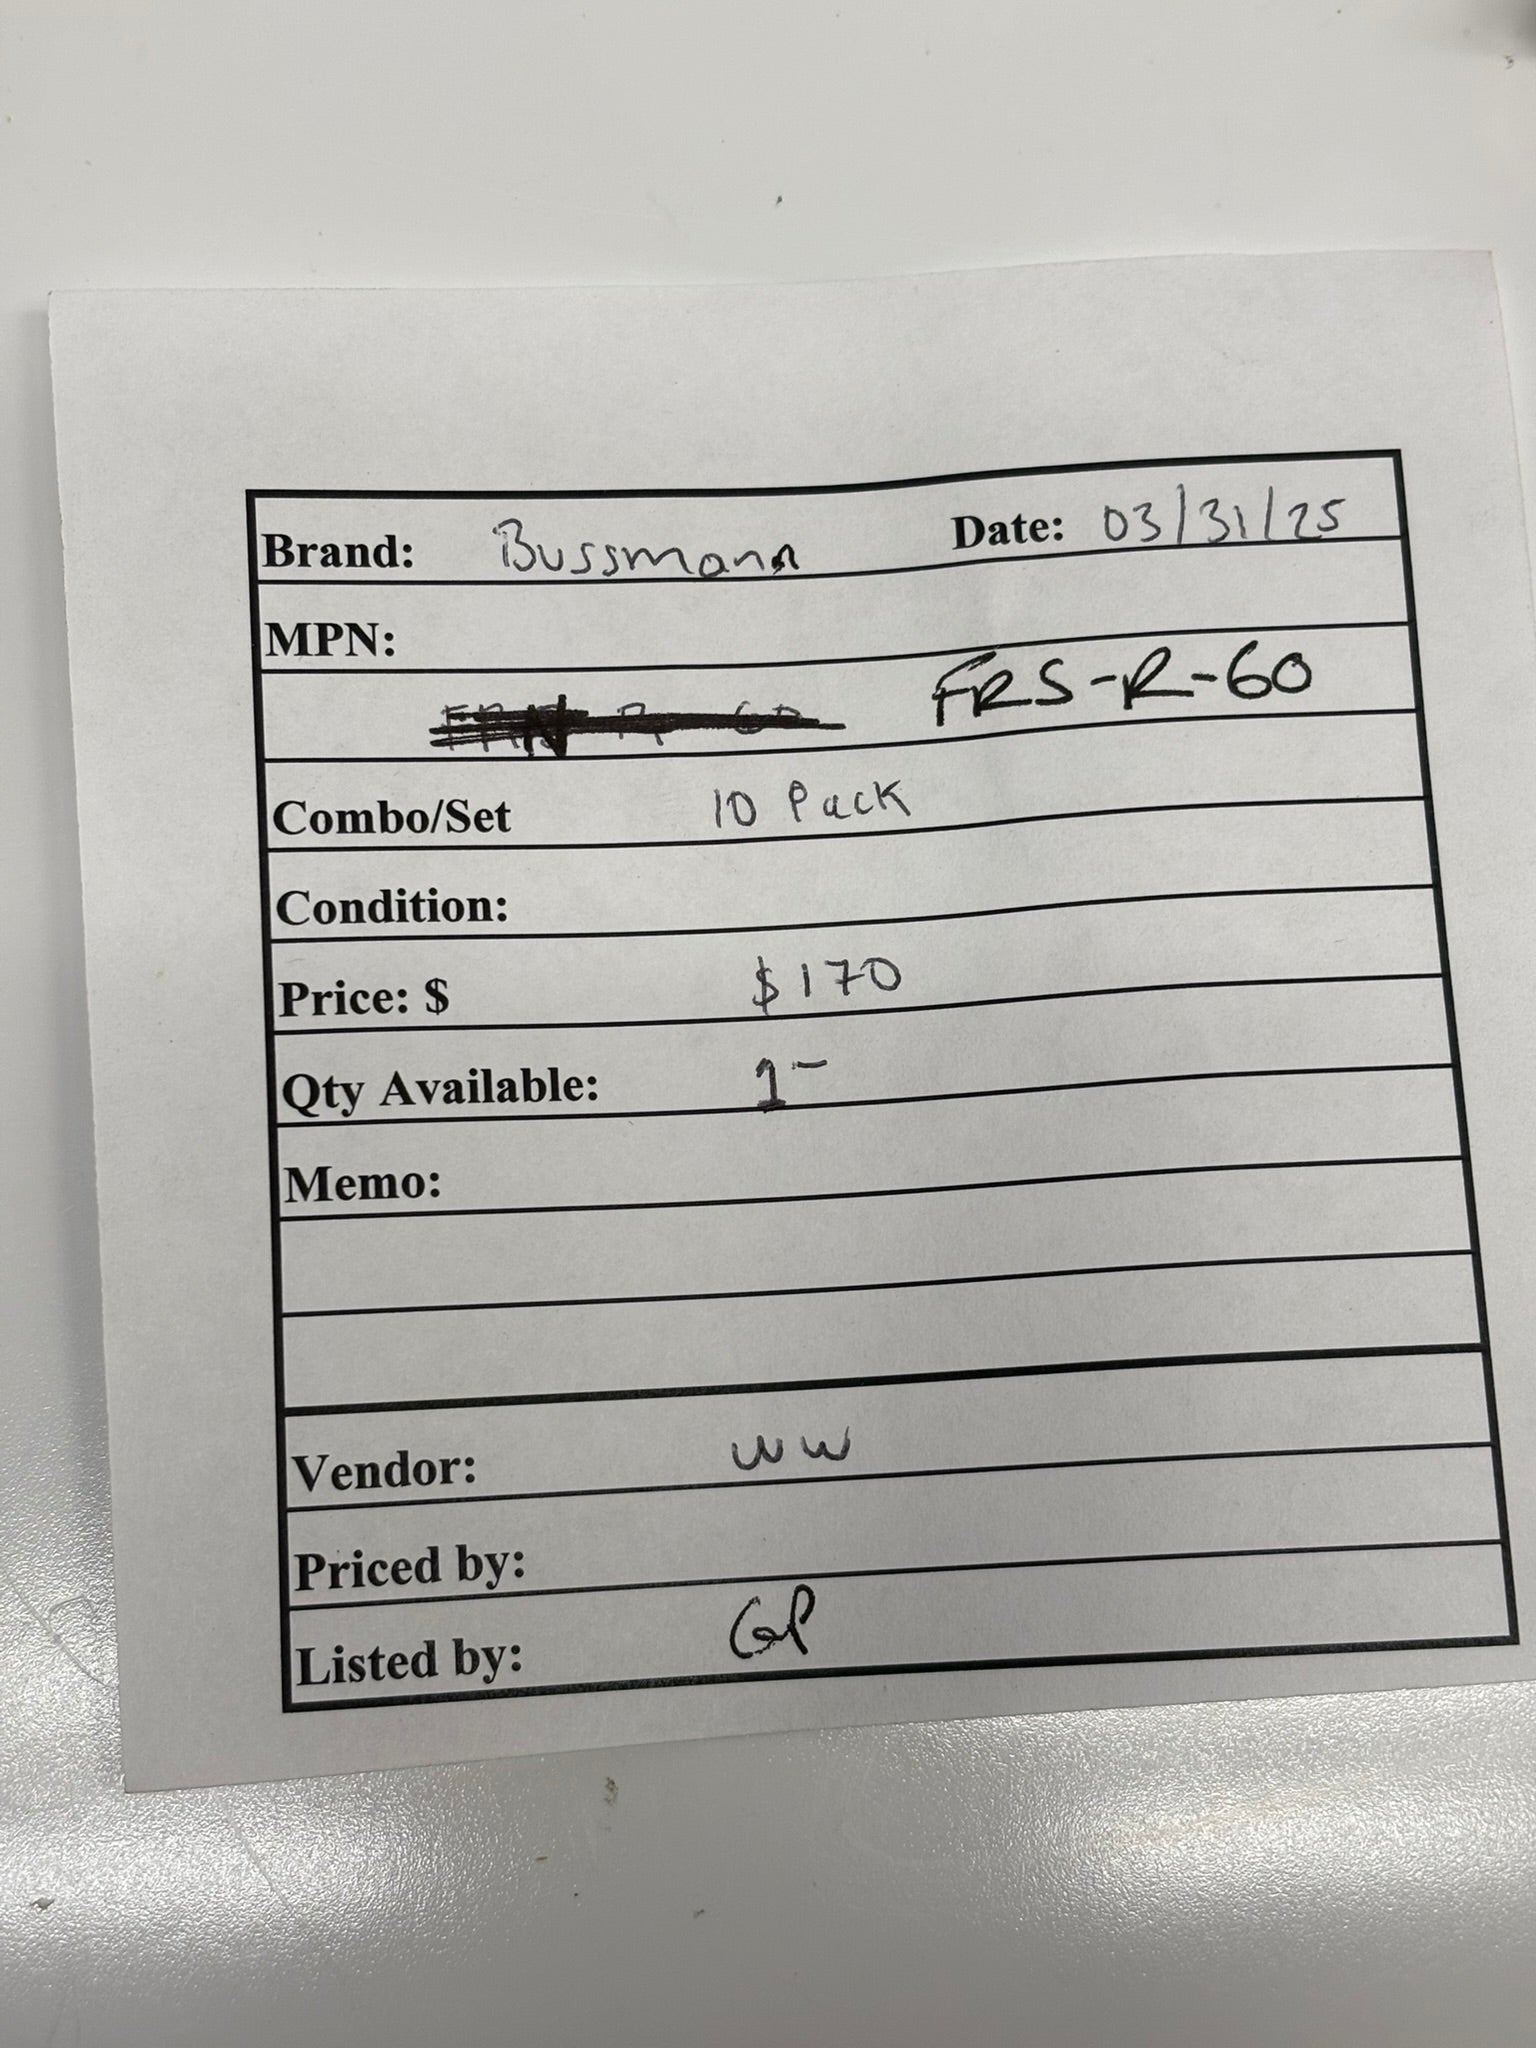 Brand: Bussmann Date: 03/31/25
MPN:
FRS-R-60
Combo/Set 10 Pack
Condition:
Price: $ $170
Qty Available: 1-
Memo:
Vendor: WW
Priced by:
Listed by: GP